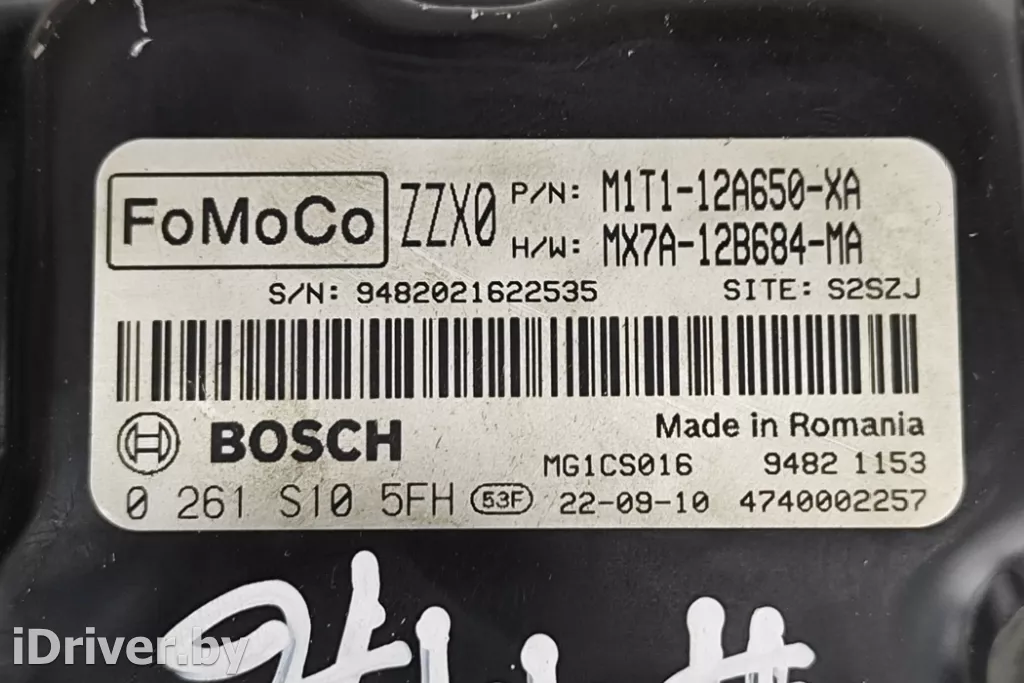 FoMoCo ZZX0 P/N: M1T1-12A650-XA
H/W: MX7A-12B684-MA
S/N: 9482021622535 SITE: S2SZJ
BOSCH Made in Romania
MG1CS016 9482 1153
0 261 S10 5FH 53F 22-09-10 4740002257
iDriver.by